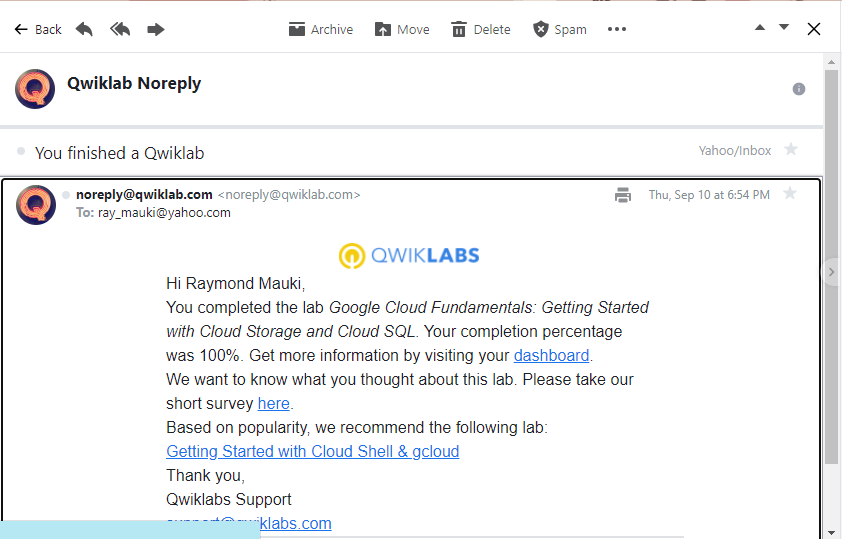 Back Archive Move Delete Spam
Qwiklab Noreply
You finished a Qwiklab Yahoo/Inbox
noreply@qwiklab.com <noreply@qwiklab.com> Thu, Sep 10 at 6:54 PM
To: ray_mauki@yahoo.com
QWIKLABS
Hi Raymond Mauki,
You completed the lab Google Cloud Fundamentals: Getting Started
with Cloud Storage and Cloud SQL. Your completion percentage
was 100%. Get more information by visiting your dashboard.
We want to know what you thought about this lab. Please take our
short survey here.
Based on popularity, we recommend the following lab:
Getting Started with Cloud Shell & gcloud
Thank you,
Qwiklabs Support
support@qwiklabs.com